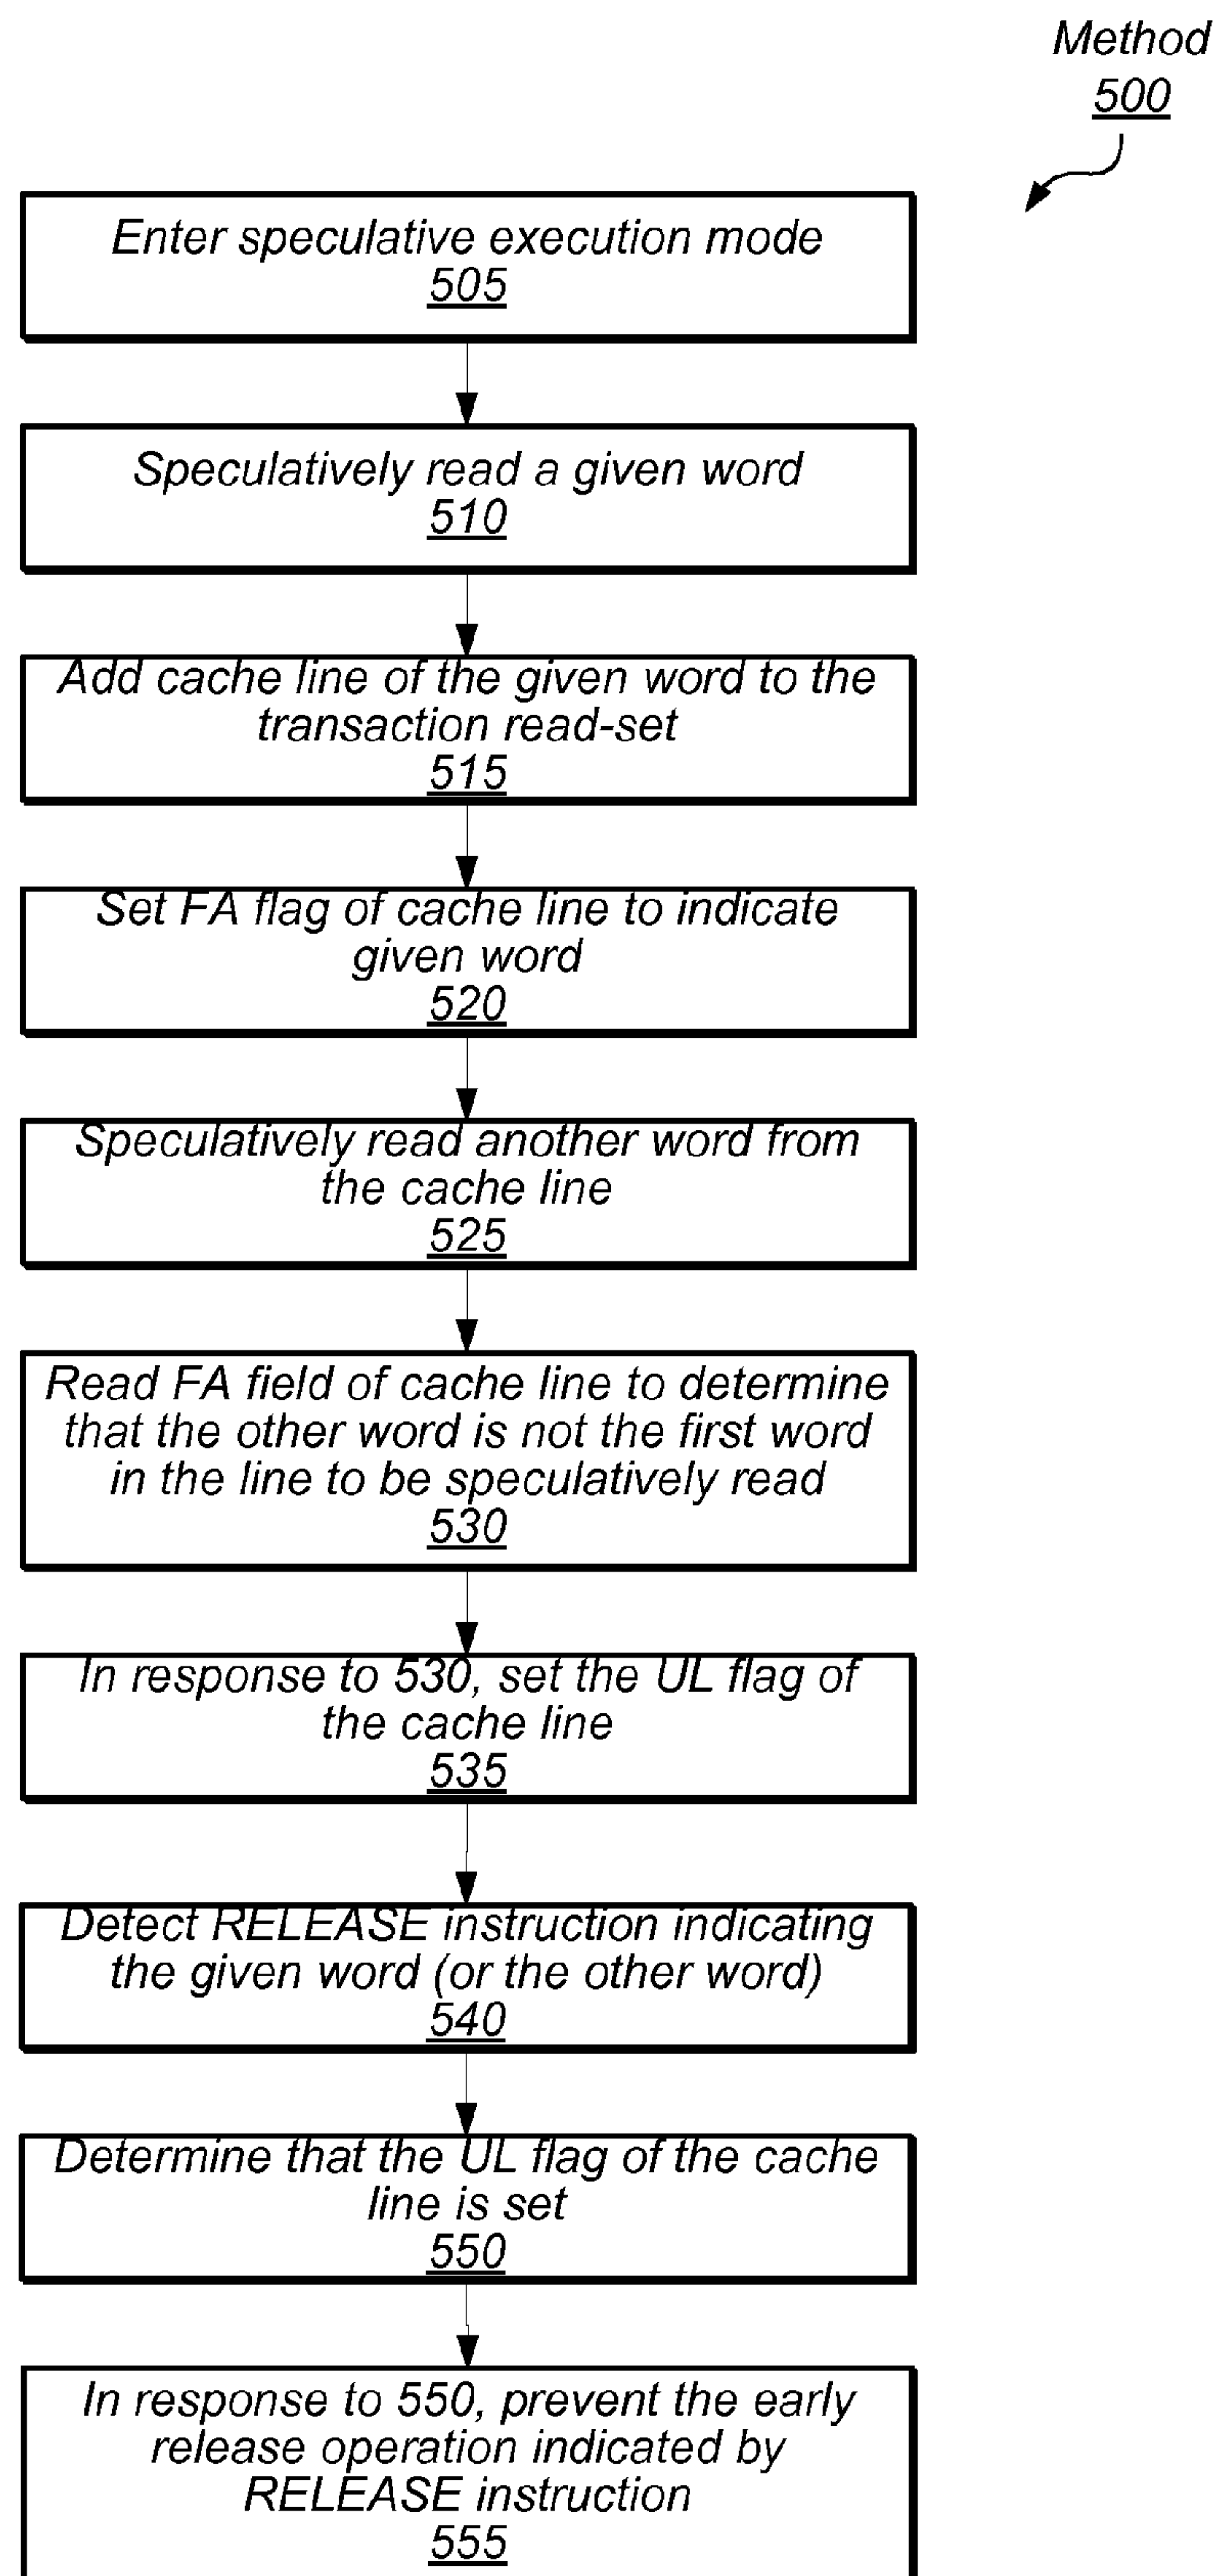 Method
500
Enter speculative execution mode
505
Speculatively read a given word
510
Add cache line of the given word to the
transaction read-set
515
Set FA flag of cache line to indicate
given word
520
Speculatively read another word from
the cache line
525
Read FA field of cache line to determine
that the other word is not the first word
in the line to be speculatively read
530
In response to 530, set the UL flag of
the cache line
535
Detect RELEASE instruction indicating
the given word (or the other word)
540
Determine that the UL flag of the cache
line is set
550
In response to 550, prevent the early
release operation indicated by
RELEASE instruction
555